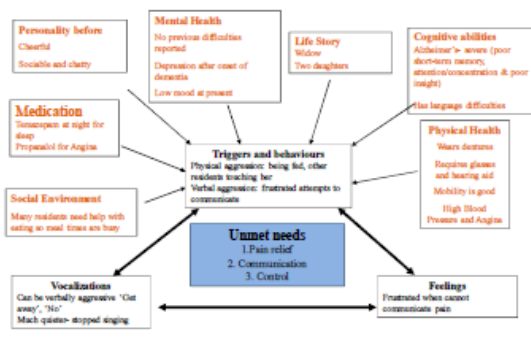 Personality before
Cheerful
Sociable and chatty
Mental Health
No previous difficulties
reported
Depression after onset of
dementia
Low mood at present
Life Story
Widow
Two daughters
Cognitive abilities
Alzheimer's- severe (poor
short-term memory,
attention/concentration & poor
insight)
Has language difficulties
Medication
Temazepam at night for
sleep
Propanalol for Angina
Triggers and behaviours
Physical aggression: being fed, other
residents touching her
Verbal aggression: frustrated attempts to
communicate
Physical Health
Wears dentures
Requires glasses
and hearing aid
Mobility is good
High Blood
Pressure and Angina
Social Environment
Many residents need help with
eating so meal times are busy
Unmet needs
1.Pain relief
2. Communication
3. Control
Vocalizations
Can be verbally aggressive 'Get
away', 'No'
Much quieter- stopped singing
Feelings
Frustrated when cannot
communicate pain